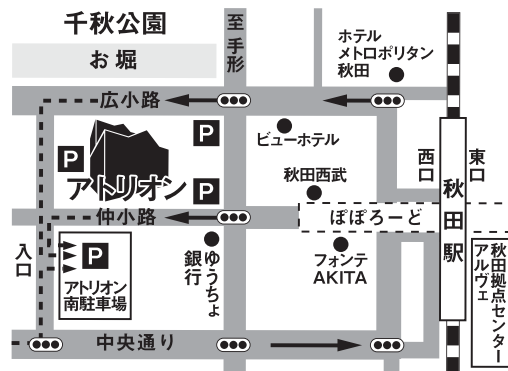 千秋公園
お堀
至手形
ホテル
メトロポリタン
秋田
広小路
P
P
アトリオン
P
ビューホテル
秋田西武
西口
東口
秋田駅
仲小路
ぽぽろーど
入口
P
アトリオン
南駐車場
ゆうちょ
銀行
フォンテ
AKITA
秋田拠点センター
アルヴェ
中央通り